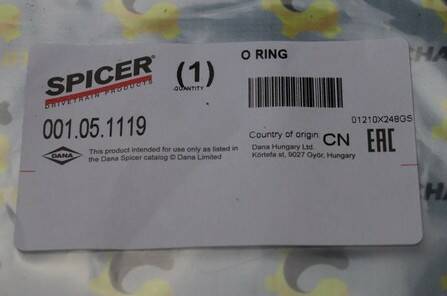 SPICER
DRIVETRAIN PRODUCTS
(1)
QUANTITY
O RING
001.05.1119
01210X248GS
DANA
This product intended for use only as listed in
the Dana Spicer catalog © Dana Limited
Country of origin: CN
Dana Hungary Ltd.
Körtefa st, 9027 Győr, Hungary
EAC
CHA